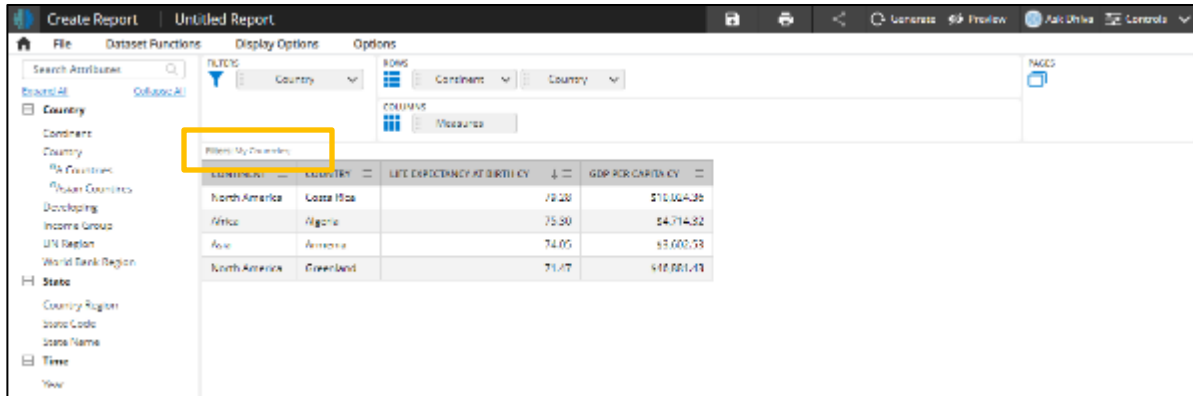 Create Report | Untitled Report Generate Preview Ask Dhiva Controls
File Dataset Functions Display Options Options
Search Attributes
Expand All Collapse All
Country
Continent
Country
A Countries
Asian Countries
Developing
Income Group
UN Region
World Bank Region
State
Country Region
State Code
State Name
Time
Year
FILTERS
Country
ROWS
Continent Country
COLUMNS
Measures
PAGES
Filters: My Countries;
CONTINENT COUNTRY LIFE EXPECTANCY AT BIRTH CY GDP PER CAPITA CY
North America Costa Rica 79.28
Africa Algeria 75.30 $4,714.32
Asia Armenia 74.05 $3,602.53
North America Greenland 71.47